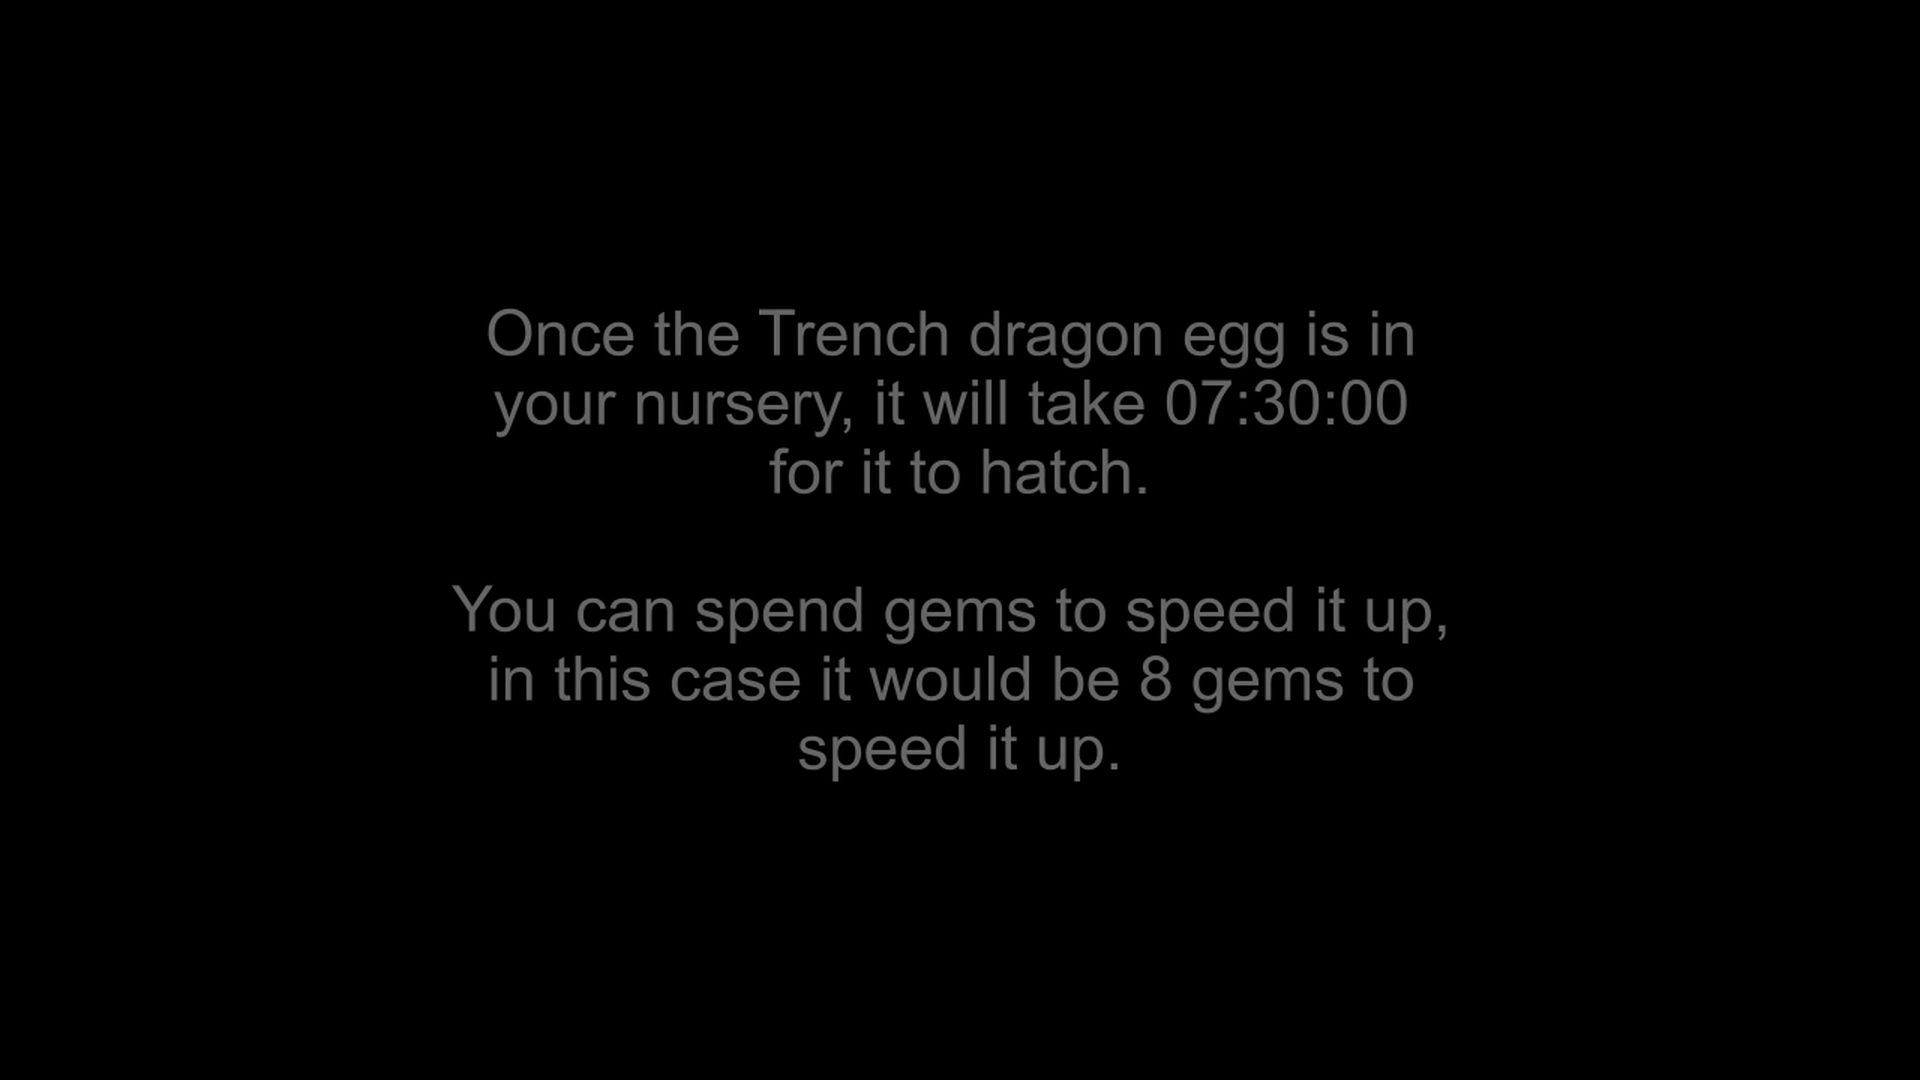 Once the Trench dragon egg is in
your nursery, it will take 07:30:00
for it to hatch.
You can spend gems to speed it up,
in this case it would be 8 gems to
speed it up.